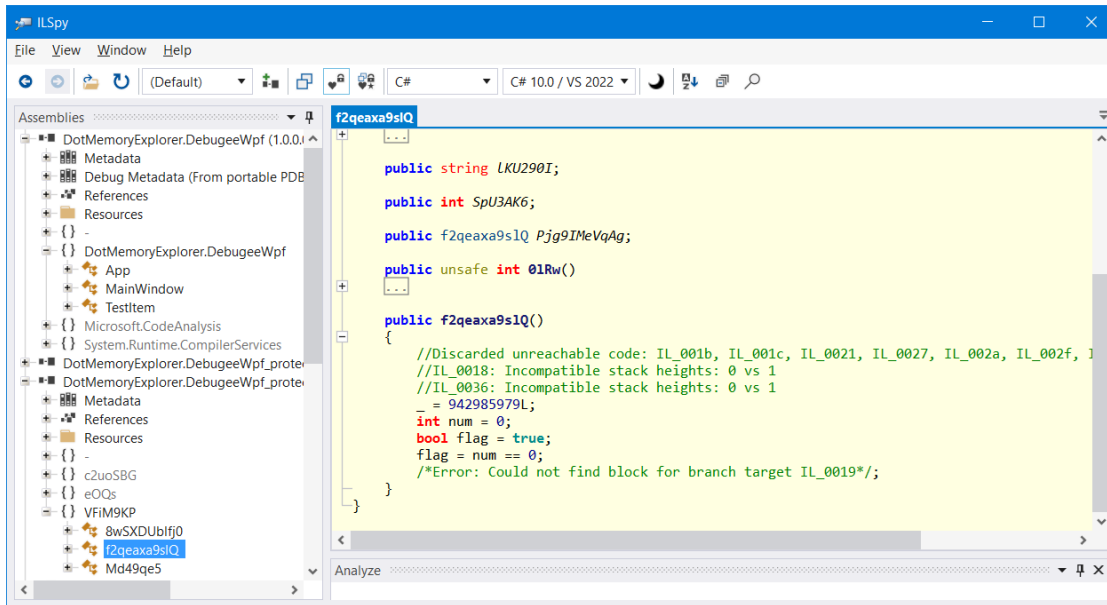 ILSpy
File View Window Help
(Default) C# C# 10.0 / VS 2022
Assemblies
DotMemoryExplorer.DebugeeWpf (1.0.0.
Metadata
Debug Metadata (From portable PDB
References
Resources
{ } -
{ } DotMemoryExplorer.DebugeeWpf
App
MainWindow
TestItem
{ } Microsoft.CodeAnalysis
{ } System.Runtime.CompilerServices
DotMemoryExplorer.DebugeeWpf_prote
DotMemoryExplorer.DebugeeWpf_prote
Metadata
References
Resources
{ } -
{ } c2uoSBG
{ } eOQs
{ } VFiM9KP
8wSXDUblfj0
f2qeaxa9slQ
Md49qe5
f2qeaxa9slQ
...
public string lKU290I;
public int SpU3AK6;
public f2qeaxa9slQ Pjg9IMeVqAg;
public unsafe int 01Rw()
...
public f2qeaxa9slQ()
{
//Discarded unreachable code: IL_001b, IL_001c, IL_0021, IL_0027, IL_002a, IL_002f, I
//IL_0018: Incompatible stack heights: 0 vs 1
//IL_0036: Incompatible stack heights: 0 vs 1
_ = 942985979L;
int num = 0;
bool flag = true;
flag = num == 0;
/*Error: Could not find block for branch target IL_0019*/;
}
}
Analyze